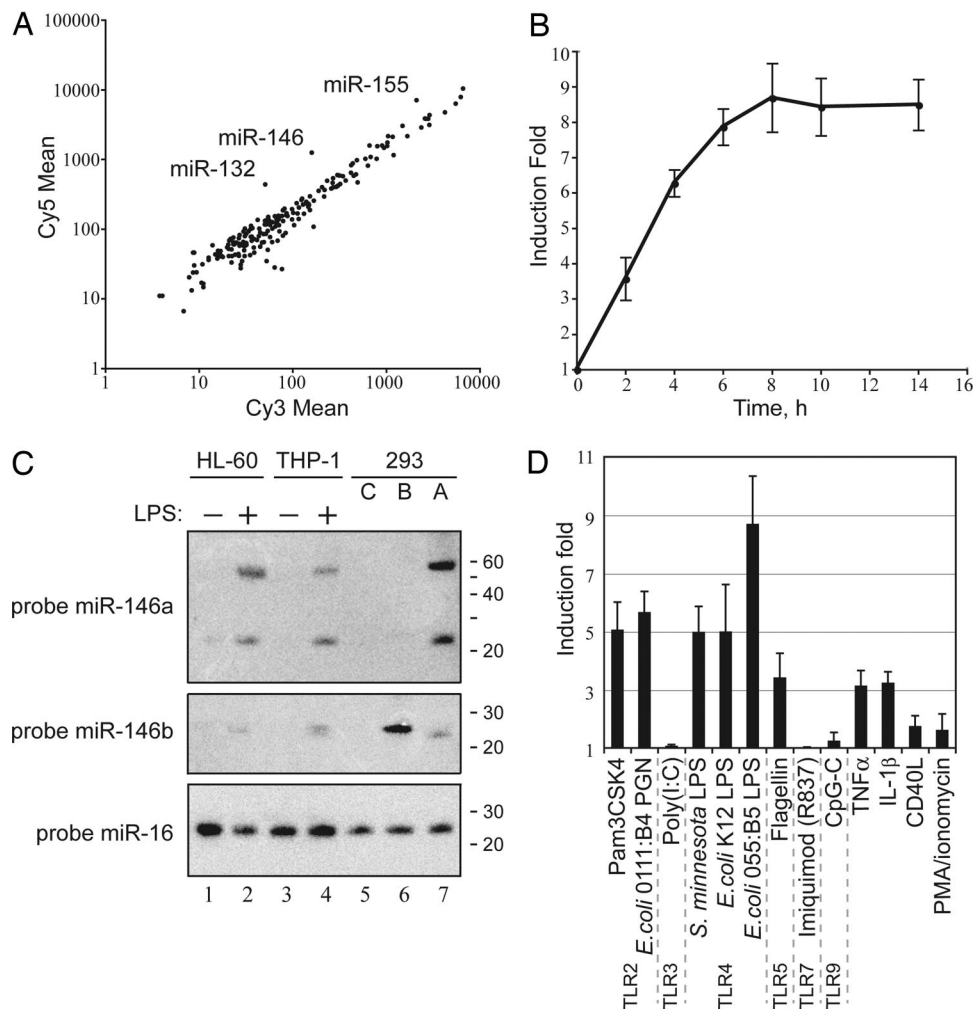 A
100000
10000
1000
100
10
1
Cy5 Mean
miR-155
miR-146
miR-132
10
100
1000
10000
Cy3 Mean
B
10
9
8
7
6
5
4
3
2
1
Induction Fold
0
2
4
6
8
10
12
14
16
Time, h
C
HL-60 THP-1 293
C B A
LPS: – + – +
probe miR-146a
60
40
20
probe miR-146b
30
20
probe miR-16
30
20
1 2 3 4 5 6 7
D
11
9
7
5
3
1
Induction fold
Pam3CSK4
E.coli 0111:B4 PGN
Poly(I:C)
S. minnesota LPS
E.coli K12 LPS
E.coli 055:B5 LPS
Flagellin
Imiquimod (R837)
CpG-C
TNFα
IL-1β
CD40L
PMA/ionomycin
TLR2
TLR3
TLR4
TLR5
TLR7
TLR9